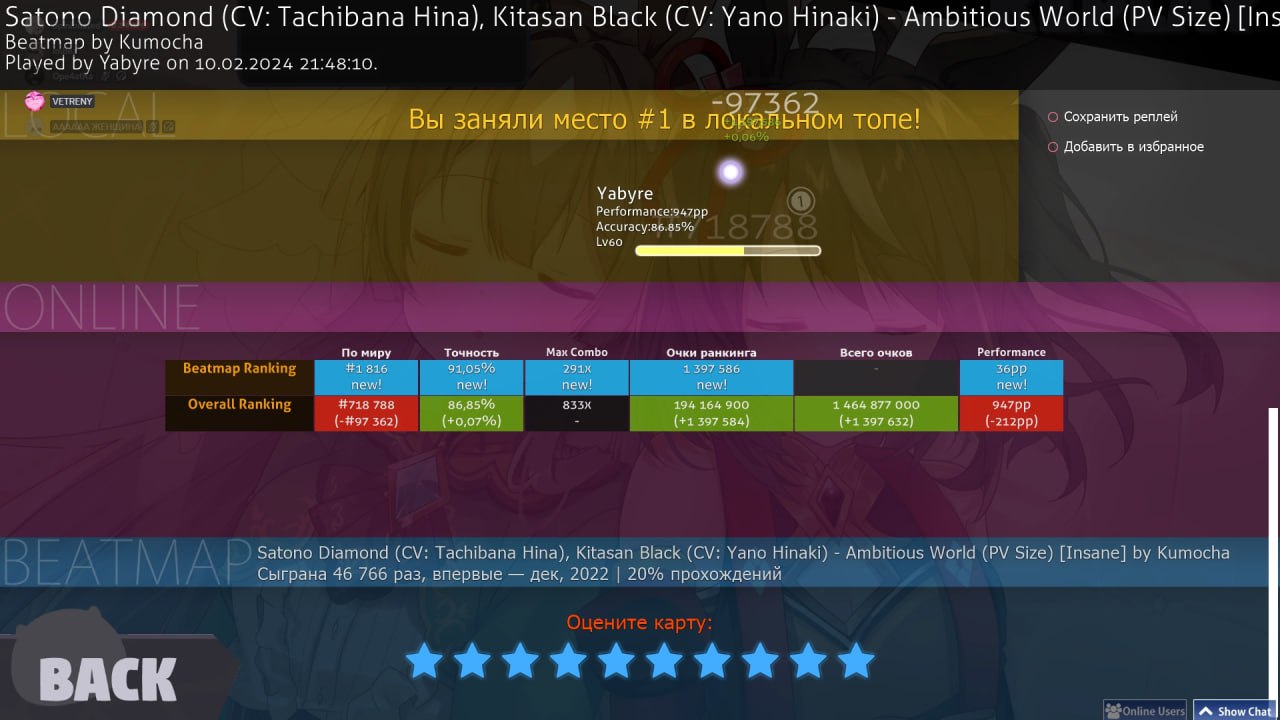 Satono Diamond (CV: Tachibana Hina), Kitasan Black (CV: Yano Hinaki) - Ambitious World (PV Size) [Ins
Beatmap by Kumocha
Played by Yabyre on 10.02.2024 21:48:10.
LOCAL
VETRENY
АААААА ЖЕНЩИНА
-97362
Вы заняли место #1 в локальном топе!
+0,06%
Сохранить реплей
Добавить в избранное
Yabyre
Performance:947pp
Accuracy:86.85%
Lv60
1
#718788
ONLINE
По миру Точность Max Combo Очки ранкинга Всего очков Performance
Beatmap Ranking #1 816 91,05% 291x 1 397 586 - 36pp
new! new! new! new! new!
Overall Ranking #718 788 86,85% 833x 194 164 900 1 464 877 000 947pp
(-#97 362) (+0,07%) - (+1 397 584) (+1 397 632) (-212pp)
BEATMAP
Satono Diamond (CV: Tachibana Hina), Kitasan Black (CV: Yano Hinaki) - Ambitious World (PV Size) [Insane] by Kumocha
Сыграна 46 766 раз, впервые — дек, 2022 | 20% прохождений
Оцените карту:
BACK
Online Users
Show Chat